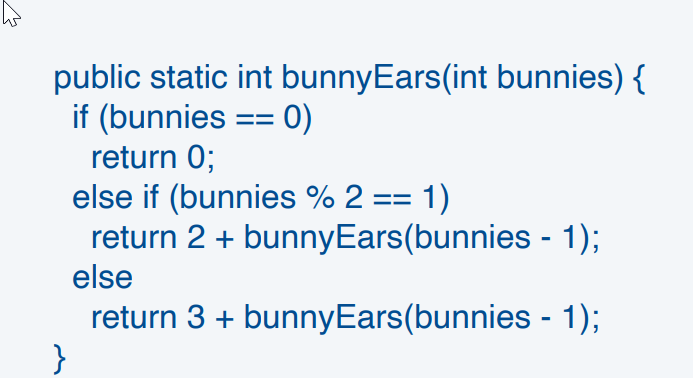 public static int bunnyEars(int bunnies) {
if (bunnies == 0)
return 0;
else if (bunnies % 2 == 1)
return 2 + bunnyEars(bunnies - 1);
else
return 3 + bunnyEars(bunnies - 1);
}